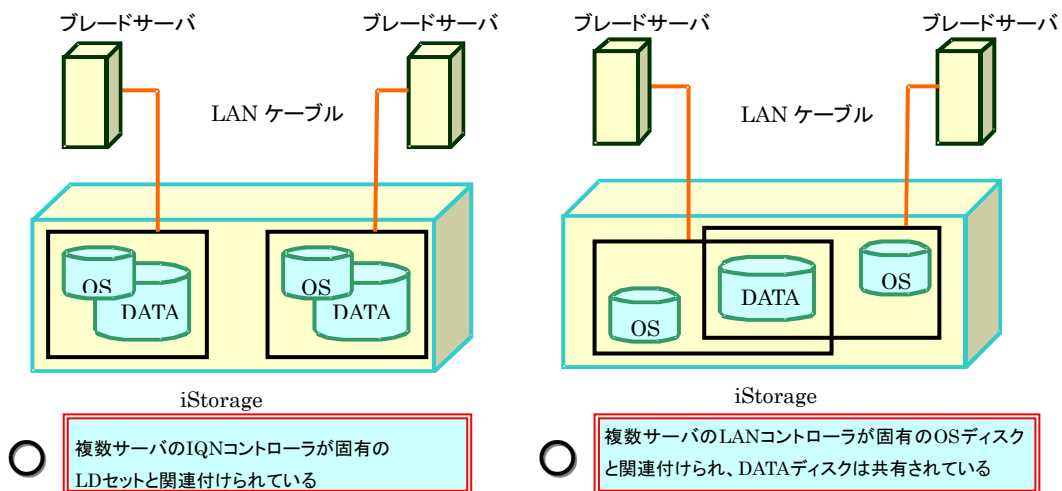 ブレードサーバ
ブレードサーバ
LAN ケーブル
OS
DATA
OS
DATA
iStorage
複数サーバのIQNコントローラが固有の
LDセットと関連付けられている
ブレードサーバ
ブレードサーバ
LAN ケーブル
OS
DATA
OS
iStorage
複数サーバのLANコントローラが固有のOSディスク
と関連付けられ、DATAディスクは共有されている